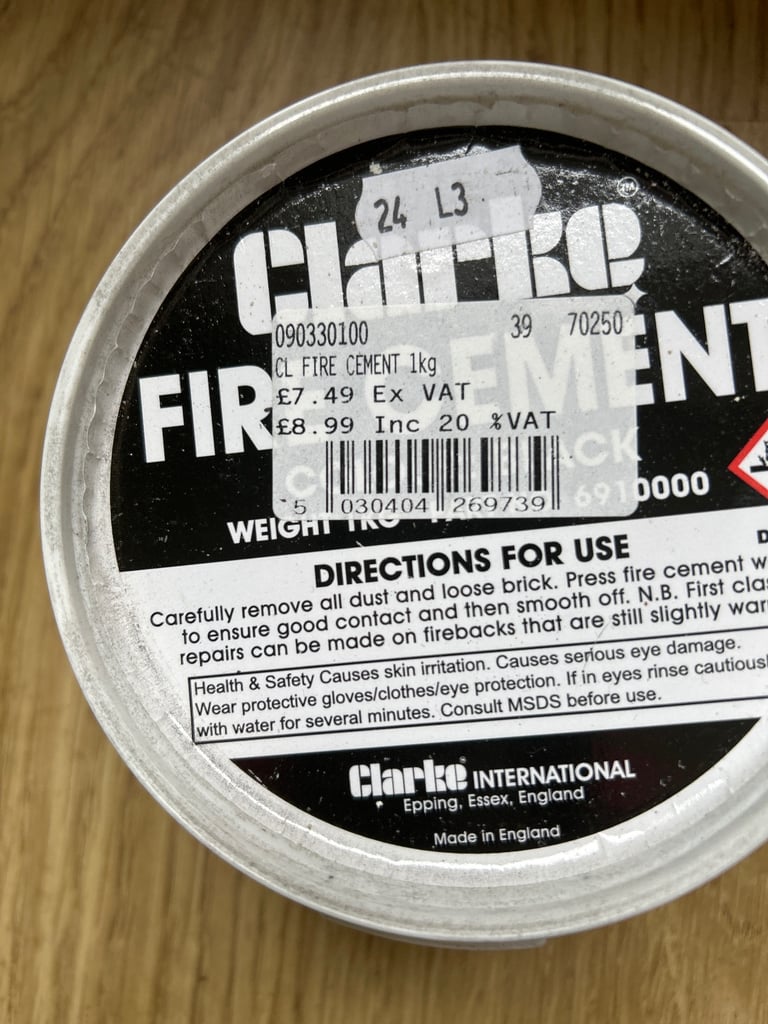 24 L3
Clarke TM
090330100 39 70250
CL FIRE CEMENT 1kg
FIRE CEMENT
£7.49 Ex VAT
£8.99 Inc 20 %VAT
5 030404 269739
6910000
WEIGHT 1KG
DIRECTIONS FOR USE
Carefully remove all dust and loose brick. Press fire cement
to ensure good contact and then smooth off. N.B. First
repairs can be made on firebacks that are still slightly
Health & Safety Causes skin irritation. Causes serious eye damage.
Wear protective gloves/clothes/eye protection. If in eyes rinse
with water for several minutes. Consult MSDS before use.
Clarke INTERNATIONAL
Epping, Essex, England
Made in England